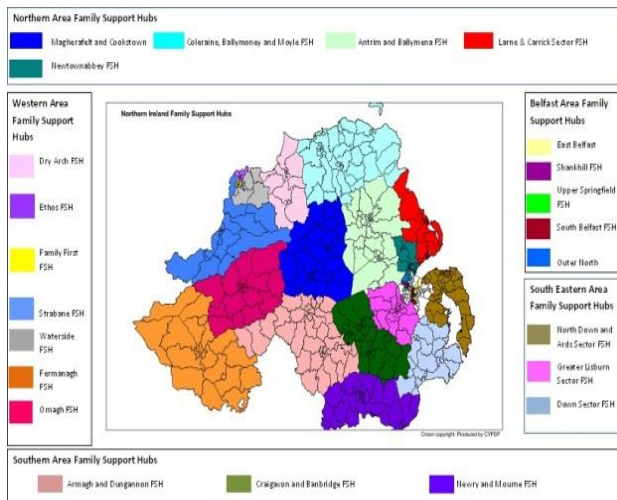 Northern Area Family Support Hubs
Magherafelt and Cookstown
Coleraine, Ballymoney and Moyle FSH
Antrim and Ballymena FSH
Larne & Carrick Sector FSH
Newtownabbey FSH
Western Area
Family Support
Hubs
Dry Arch FSH
Ethos FSH
Family First
FSH
Strabane FSH
Waterside
FSH
Fermanagh
FSH
Omagh FSH
Northern Ireland Family Support Hubs
Crown copyright. Produced by CYPSP
Belfast Area Family
Support Hubs
East Belfast
Shankhill FSH
Upper Springfield
FSH
South Belfast FSH
Outer North
South Eastern Area
Family Support Hubs
North Down and
Ards Sector FSH
Greater Lisburn
Sector FSH
Down Sector FSH
Southern Area Family Support Hubs
Armagh and Dungannon FSH
Craigavon and Banbridge FSH
Newry and Mourne FSH